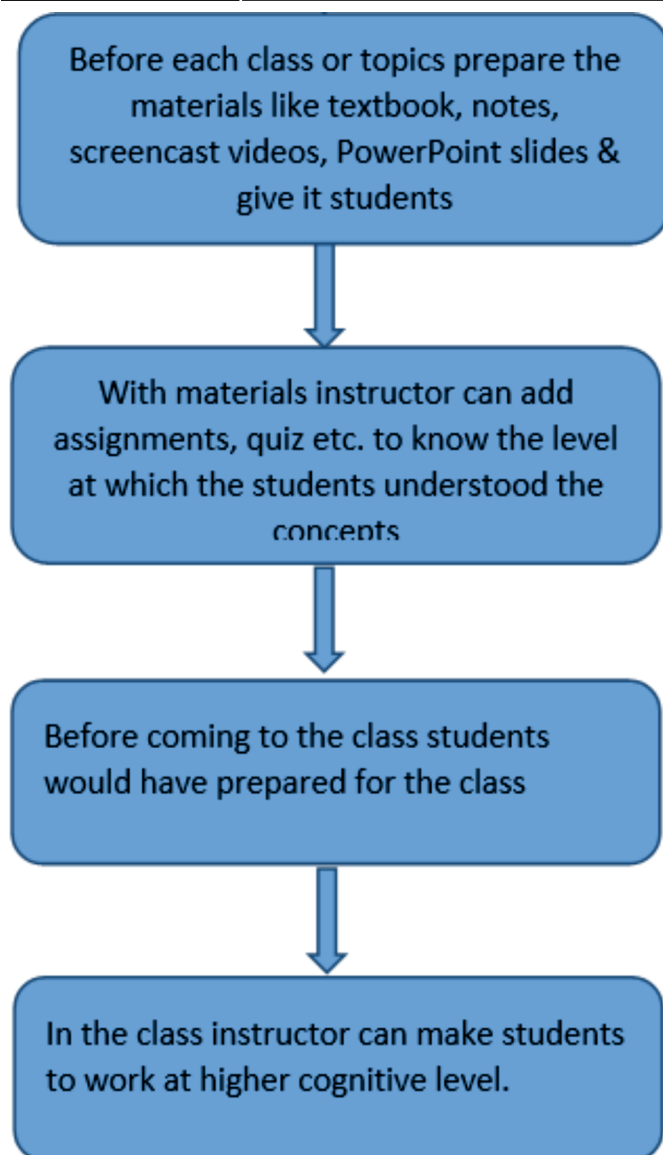 Before each class or topics prepare the
materials like textbook, notes,
screencast videos, PowerPoint slides &
give it students
With materials instructor can add
assignments, quiz etc. to know the level
at which the students understood the
concepts
Before coming to the class students
would have prepared for the class
In the class instructor can make students
to work at higher cognitive level.